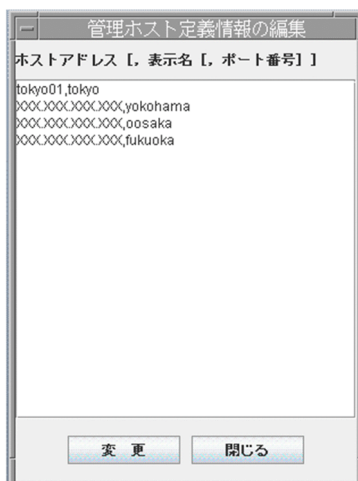 管理ホスト定義情報の編集
ホストアドレス [, 表示名 [, ポート番号] ]
tokyo01,tokyo
XXX.XXX.XXX.XXX,yokohama
XXX.XXX.XXX.XXX,oosaka
XXX.XXX.XXX.XXX,fukuoka
変　更
閉じる